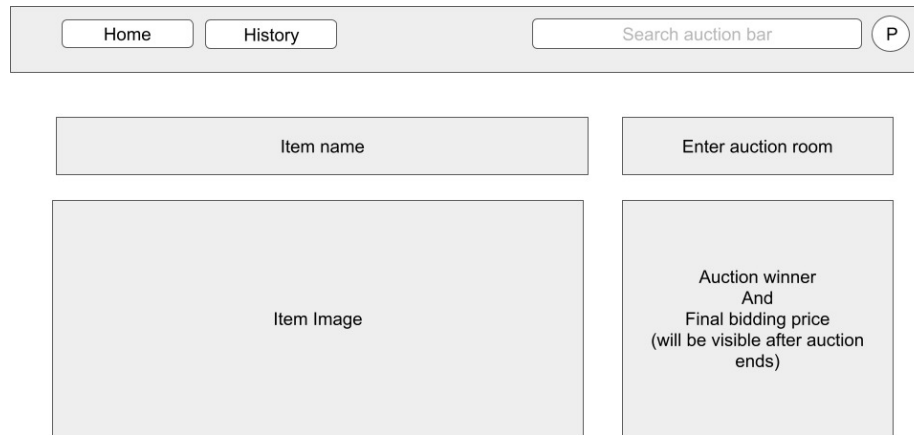 Home
History
Search auction bar
P
Item name
Enter auction room
Item Image
Auction winner
And
Final bidding price
(will be visible after auction
ends)